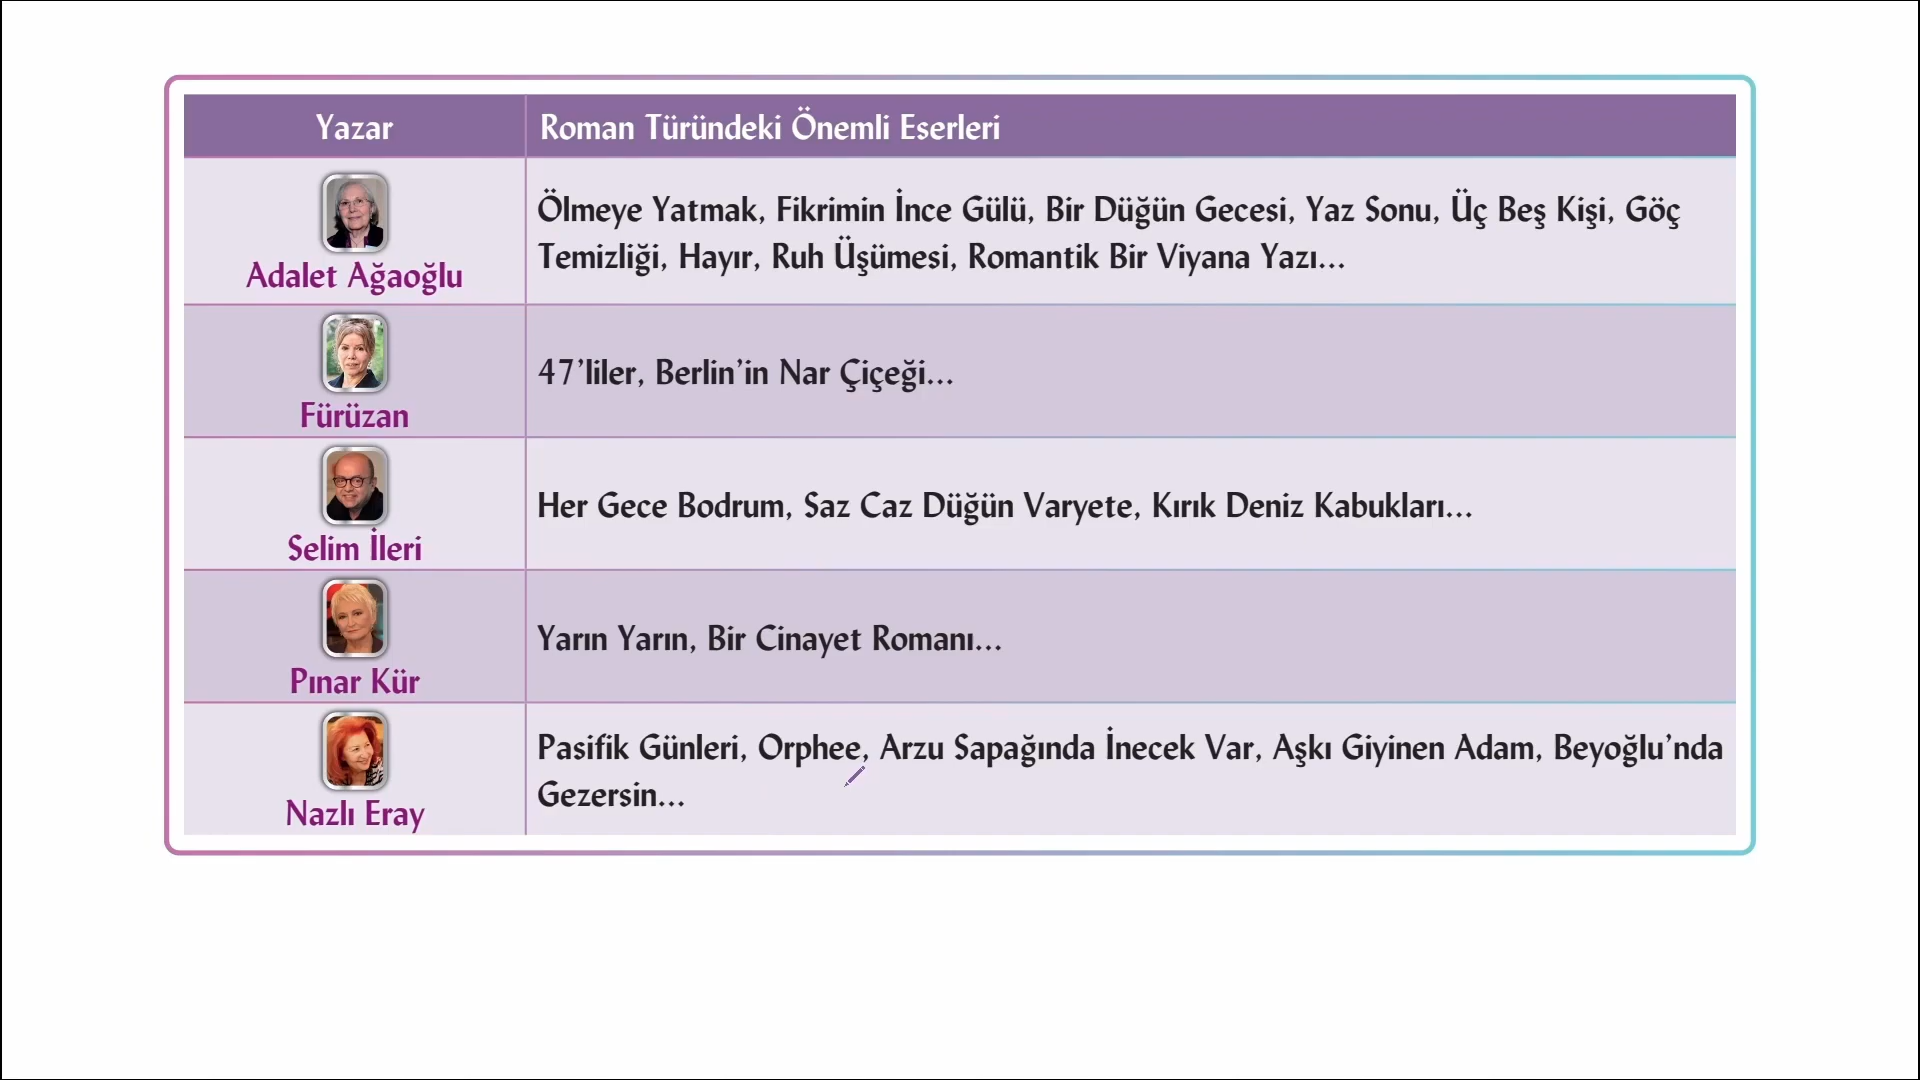 Yazar
Roman Türündeki Önemli Eserleri
Adalet Ağaoğlu
Ölmeye Yatmak, Fikrimin İnce Gülü, Bir Düğün Gecesi, Yaz Sonu, Üç Beş Kişi, Göç
Temizliği, Hayır, Ruh Üşümesi, Romantik Bir Viyana Yazı...
Fürüzan
47’liler, Berlin’in Nar Çiçeği...
Selim İleri
Her Gece Bodrum, Saz Caz Düğün Varyete, Kırık Deniz Kabukları...
Pınar Kür
Yarın Yarın, Bir Cinayet Romanı...
Nazlı Eray
Pasifik Günleri, Orphee, Arzu Sapağında İnecek Var, Aşkı Giyinen Adam, Beyoğlu’nda
Gezersin...